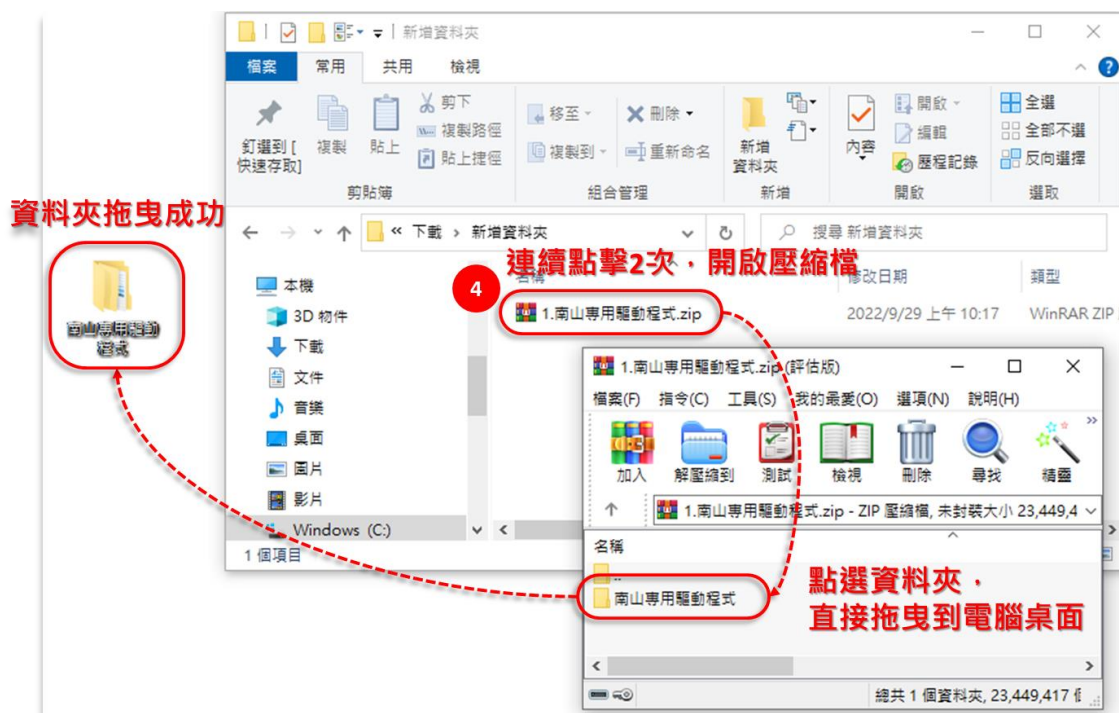 新增資料夾
檔案 常用 共用 檢視
釘選到 [
快速存取]
複製
貼上
剪下
複製路徑
貼上捷徑
剪貼簿
移至
複製到
刪除
重新命名
組合管理
新增
資料夾
新增
內容
開啟
編輯
歷程記錄
開啟
全選
全部不選
反向選擇
選取
資料夾拖曳成功
« 下載 › 新增資料夾
搜尋 新增資料夾
連續點擊2次，開啟壓縮檔
名稱 修改日期 類型
4
1.南山専用驅動程式.zip 2022/9/29 上午 10:17 WinRAR ZIP
南山専用驅動
程式
本機
3D 物件
下載
文件
音樂
桌面
圖片
影片
Windows (C:)
1 個項目
1.南山専用驅動程式.zip (評估版)
檔案(F) 指令(C) 工具(S) 我的最愛(O) 選項(N) 說明(H)
加入 解壓縮到 測試 檢視 刪除 尋找 精靈
1.南山専用驅動程式.zip - ZIP 壓縮檔, 未封裝大小 23,449,4
名稱
..
南山専用驅動程式
點選資料夾，
直接拖曳到電腦桌面
總共 1 個資料夾, 23,449,417